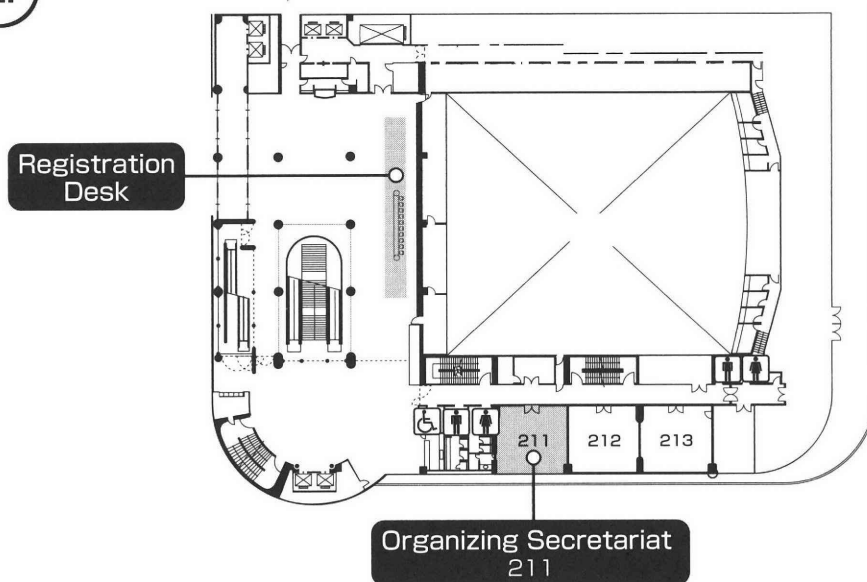 Registration
Desk
211
212
213
Organizing Secretariat
211